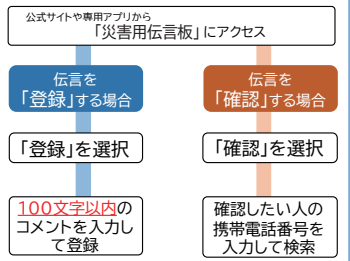 公式サイトや専用アプリから
「災害用伝言板」にアクセス
伝言を
「登録」する場合
「登録」を選択
100文字以内の
コメントを入力し
て登録
伝言を
「確認」する場合
「確認」を選択
確認したい人の
携帯電話番号を
入力して検索